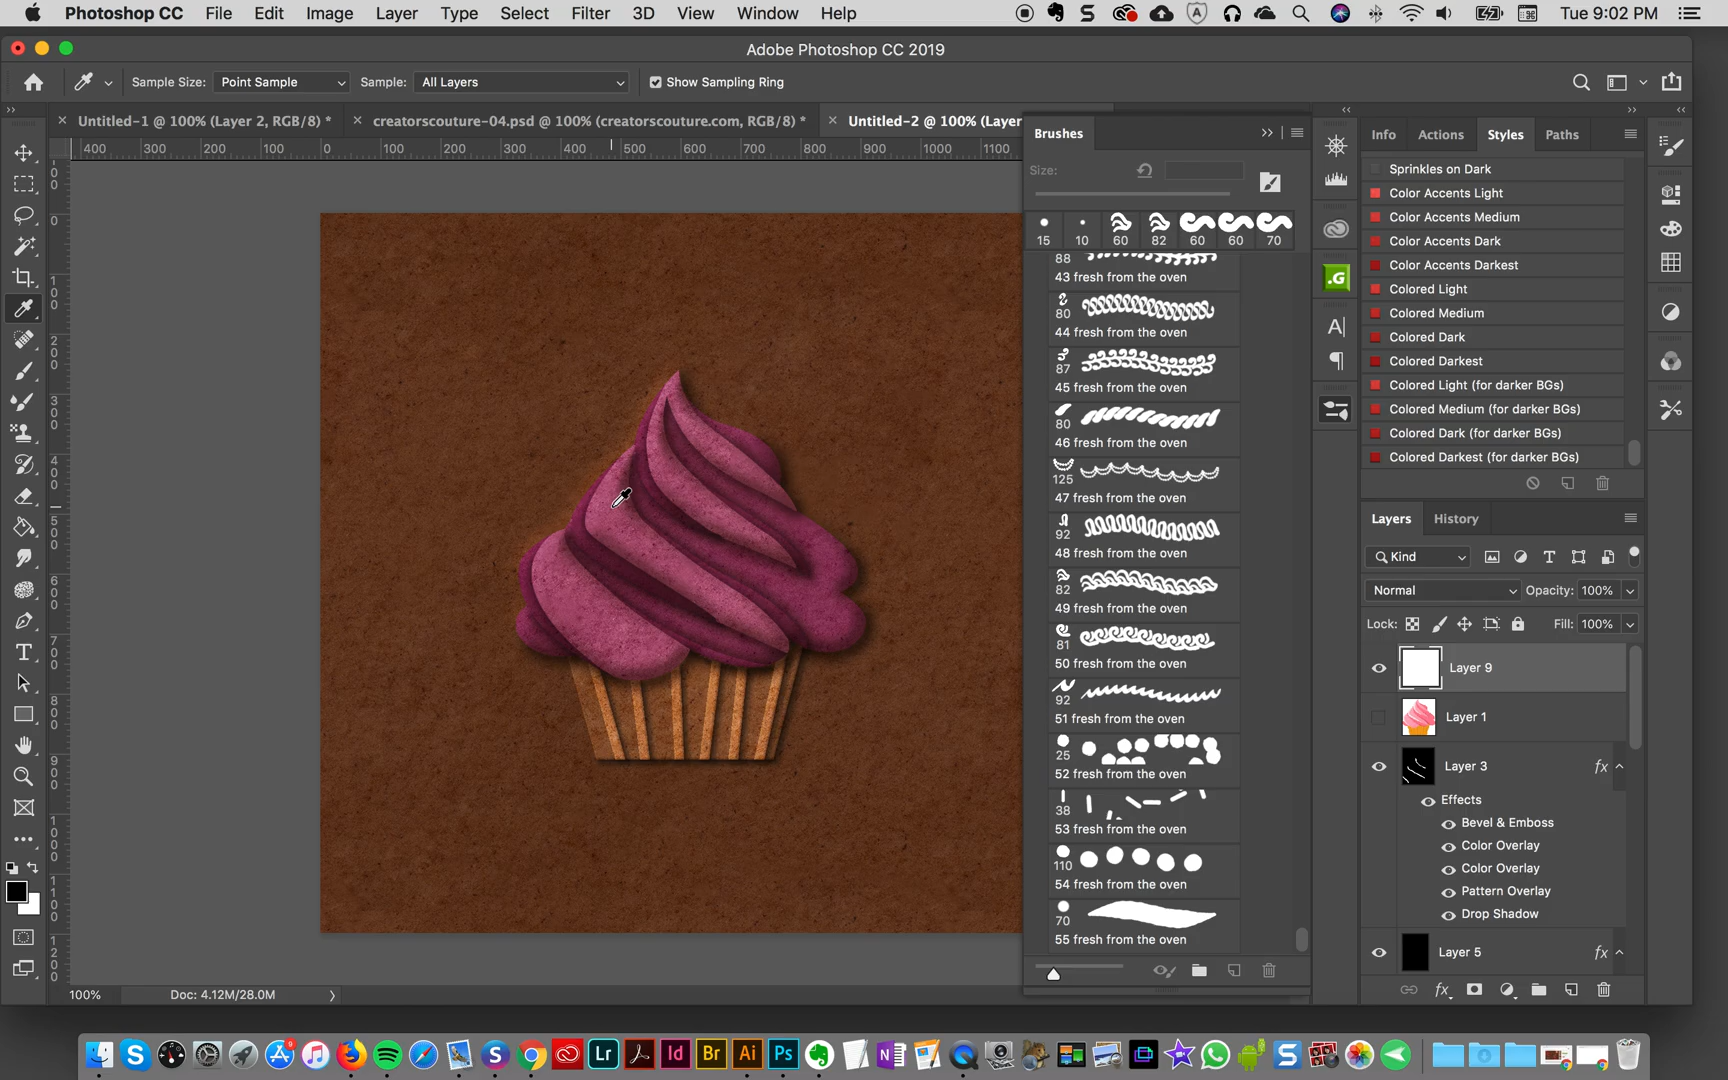 Photoshop CC File Edit Image Layer Type Select Filter 3D View Window Help Tue 9:02 PM
Adobe Photoshop CC 2019
Sample Size: Point Sample Sample: All Layers Show Sampling Ring
Untitled-1 @ 100% (Layer 2, RGB/8) * creatorscouture-04.psd @ 100% (creatorscouture.com, RGB/8) * Untitled-2 @ 100% (Layer
400 300 200 100 0 100 200 300 400 500 600 700 800 900 1000 1100
Brushes
Size:
15 10 60 82 60 60 70
88
43 fresh from the oven
80
44 fresh from the oven
87
45 fresh from the oven
80
46 fresh from the oven
125
47 fresh from the oven
92
48 fresh from the oven
82
49 fresh from the oven
81
50 fresh from the oven
92
51 fresh from the oven
25
52 fresh from the oven
38
53 fresh from the oven
110
54 fresh from the oven
70
55 fresh from the oven
Info Actions Styles Paths
Sprinkles on Dark
Color Accents Light
Color Accents Medium
Color Accents Dark
Color Accents Darkest
Colored Light
Colored Medium
Colored Dark
Colored Darkest
Colored Light (for darker BGs)
Colored Medium (for darker BGs)
Colored Dark (for darker BGs)
Colored Darkest (for darker BGs)
Layers History
Kind
Normal Opacity: 100%
Lock: Fill: 100%
Layer 9
Layer 1
Layer 3 fx
Effects
Bevel & Emboss
Color Overlay
Color Overlay
Pattern Overlay
Drop Shadow
Layer 5 fx
100% Doc: 4.12M/28.0M
Lr Id Br Ai Ps